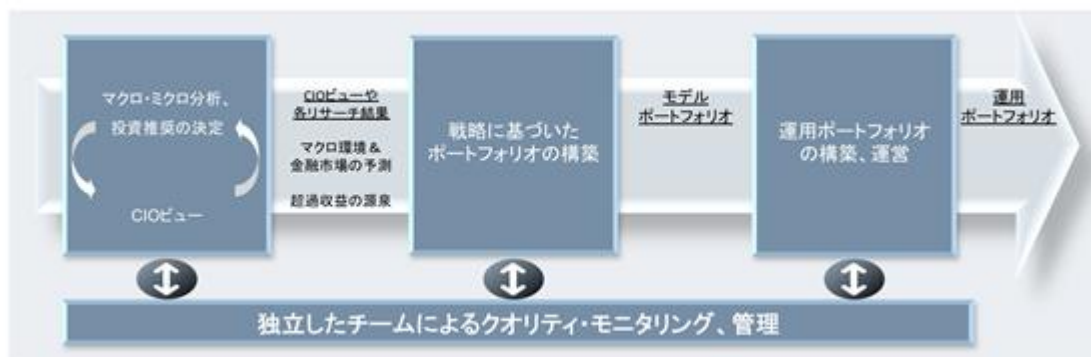 マクロ・ミクロ分析、
投資推奨の決定
CIOビュー
CIOビューや
各リサーチ結果
マクロ環境&
金融市場の予測
超過収益の源泉
戦略に基づいた
ポートフォリオの構築
モデル
ポートフォリオ
運用ポートフォリオ
の構築、運営
運用
ポートフォリオ
独立したチームによるクオリティ・モニタリング、管理